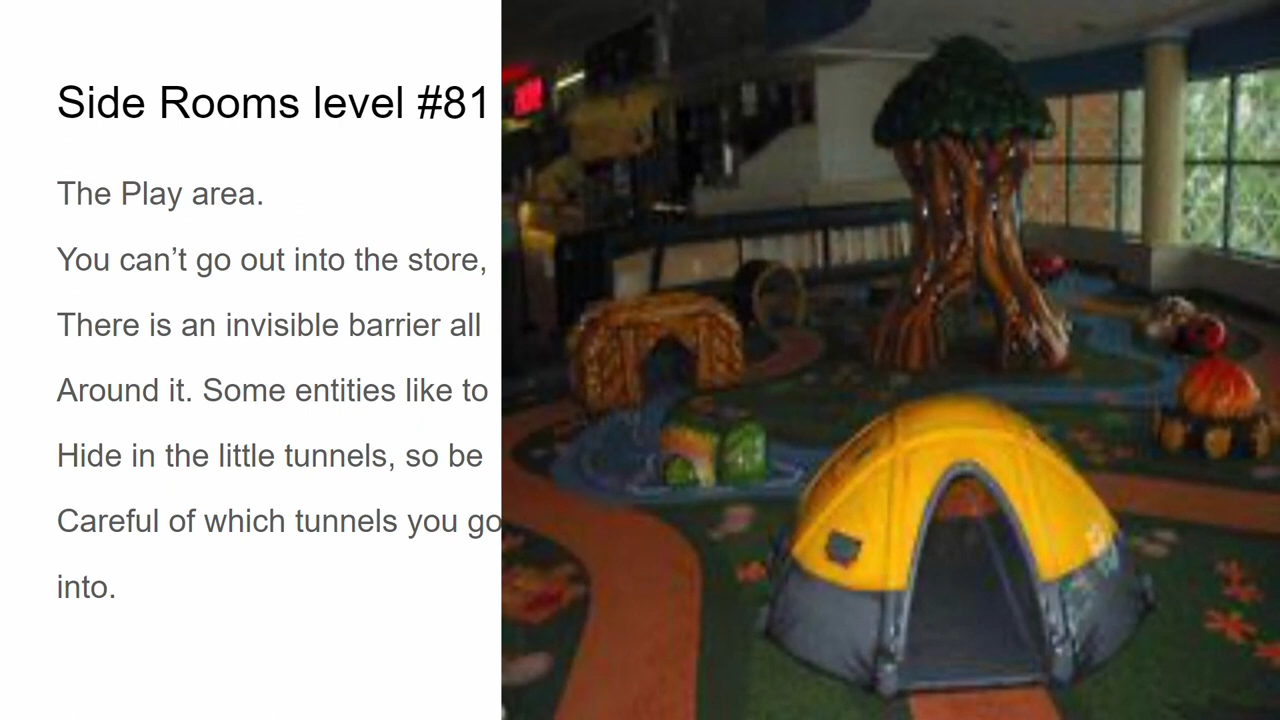 Side Rooms level #81
The Play area.
You can’t go out into the store,
There is an invisible barrier all
Around it. Some entities like to
Hide in the little tunnels, so be
Careful of which tunnels you go
into.